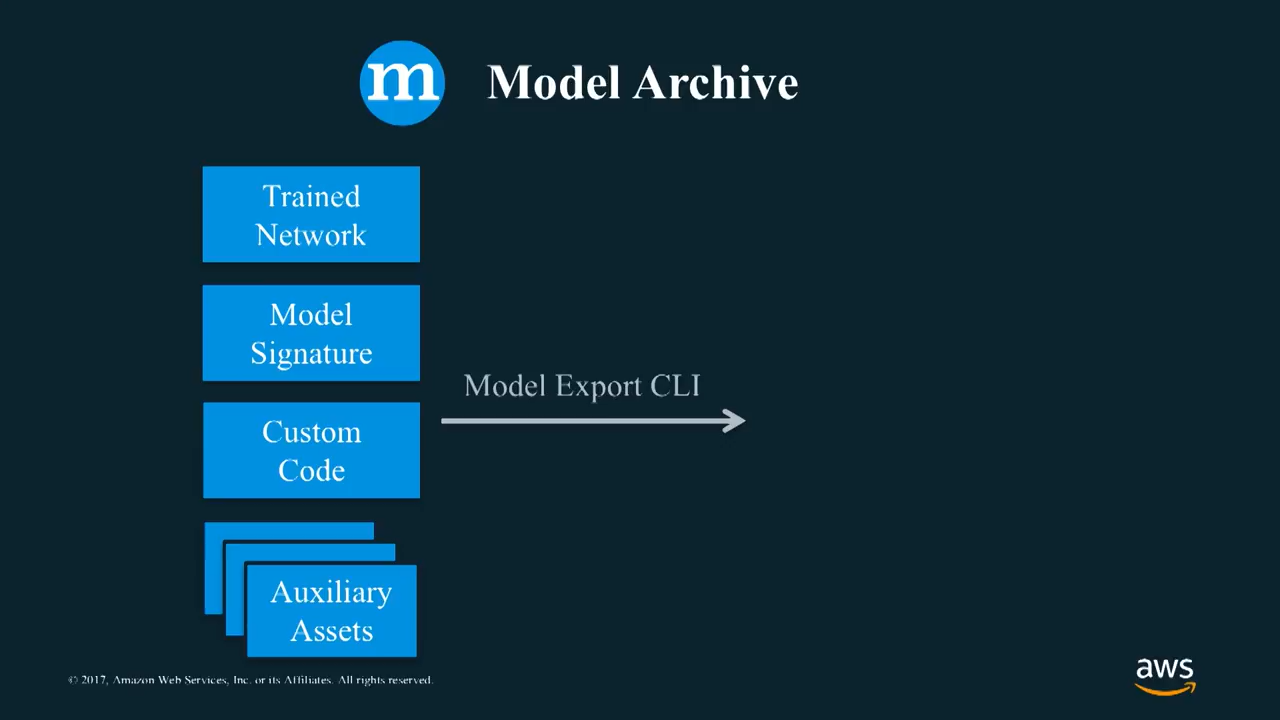 m Model Archive
Trained
Network
Model
Signature
Model Export CLI
Custom
Code
Auxiliary
Assets
© 2017, Amazon Web Services, Inc. or its Affiliates. All rights reserved.
aws